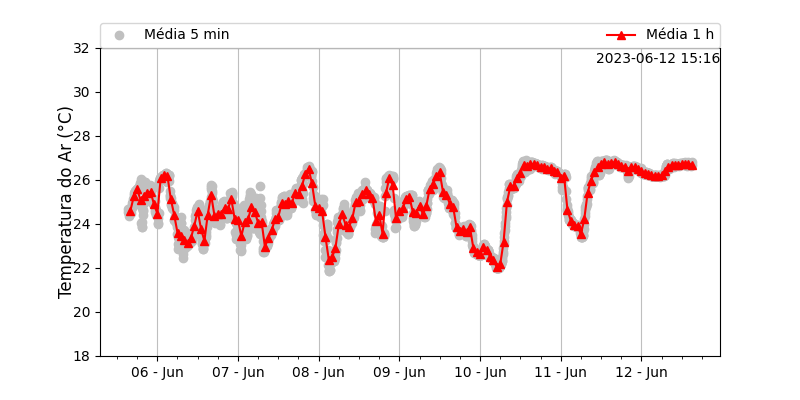 Média 5 min
Média 1 h
2023-06-12 15:16
Temperatura do Ar (°C)
32
30
28
26
24
22
20
18
06 - Jun
07 - Jun
08 - Jun
09 - Jun
10 - Jun
11 - Jun
12 - Jun